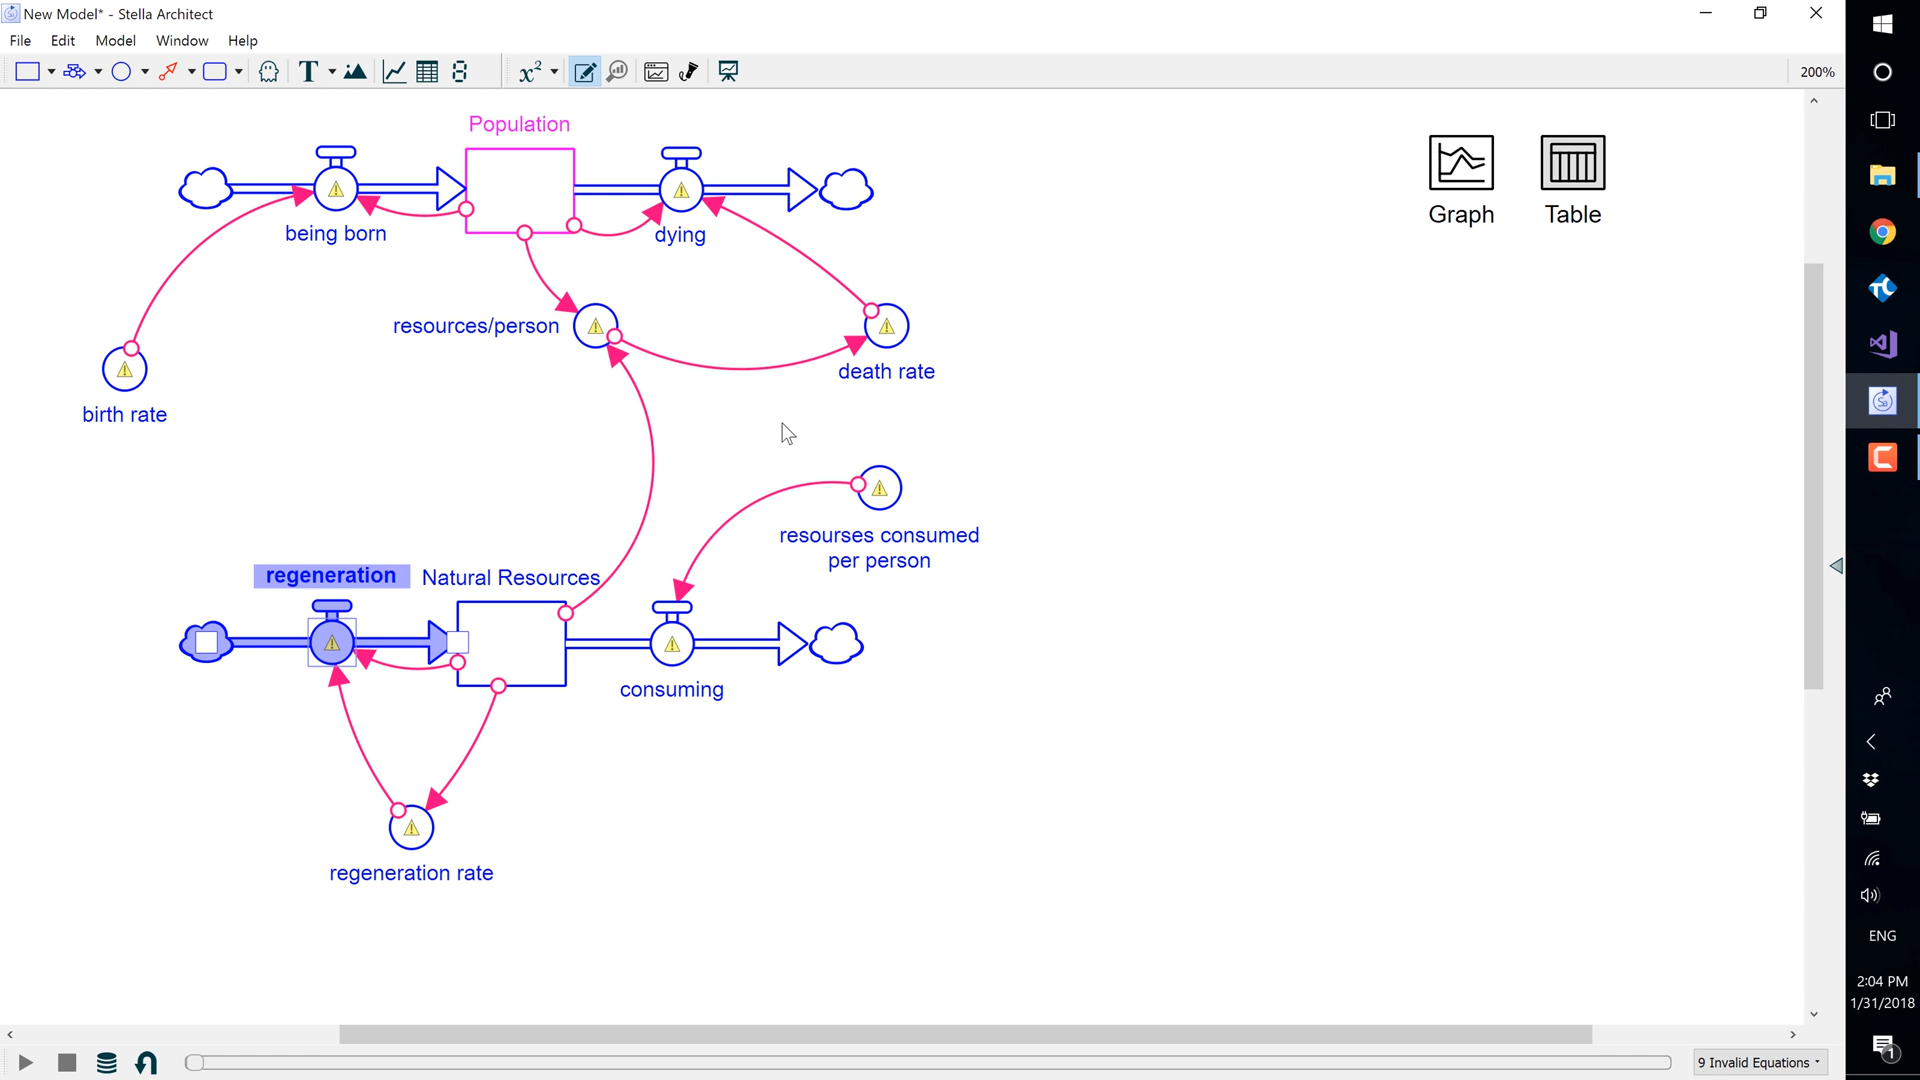 New Model* - Stella Architect
File Edit Model Window Help
T x² 200%
Population
being born
dying
Graph
Table
resources/person
death rate
birth rate
resourses consumed
per person
regeneration
Natural Resources
consuming
regeneration rate
ENG
2:04 PM
1/31/2018
9 Invalid Equations
1